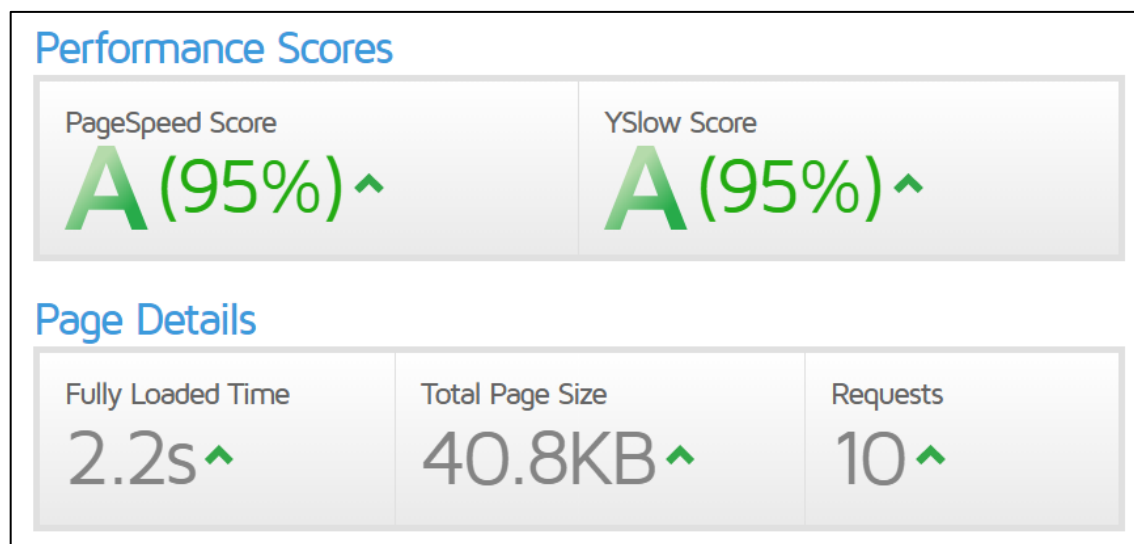 Performance Scores
PageSpeed Score
A (95%)
YSlow Score
A (95%)
Page Details
Fully Loaded Time
2.2s
Total Page Size
40.8KB
Requests
10